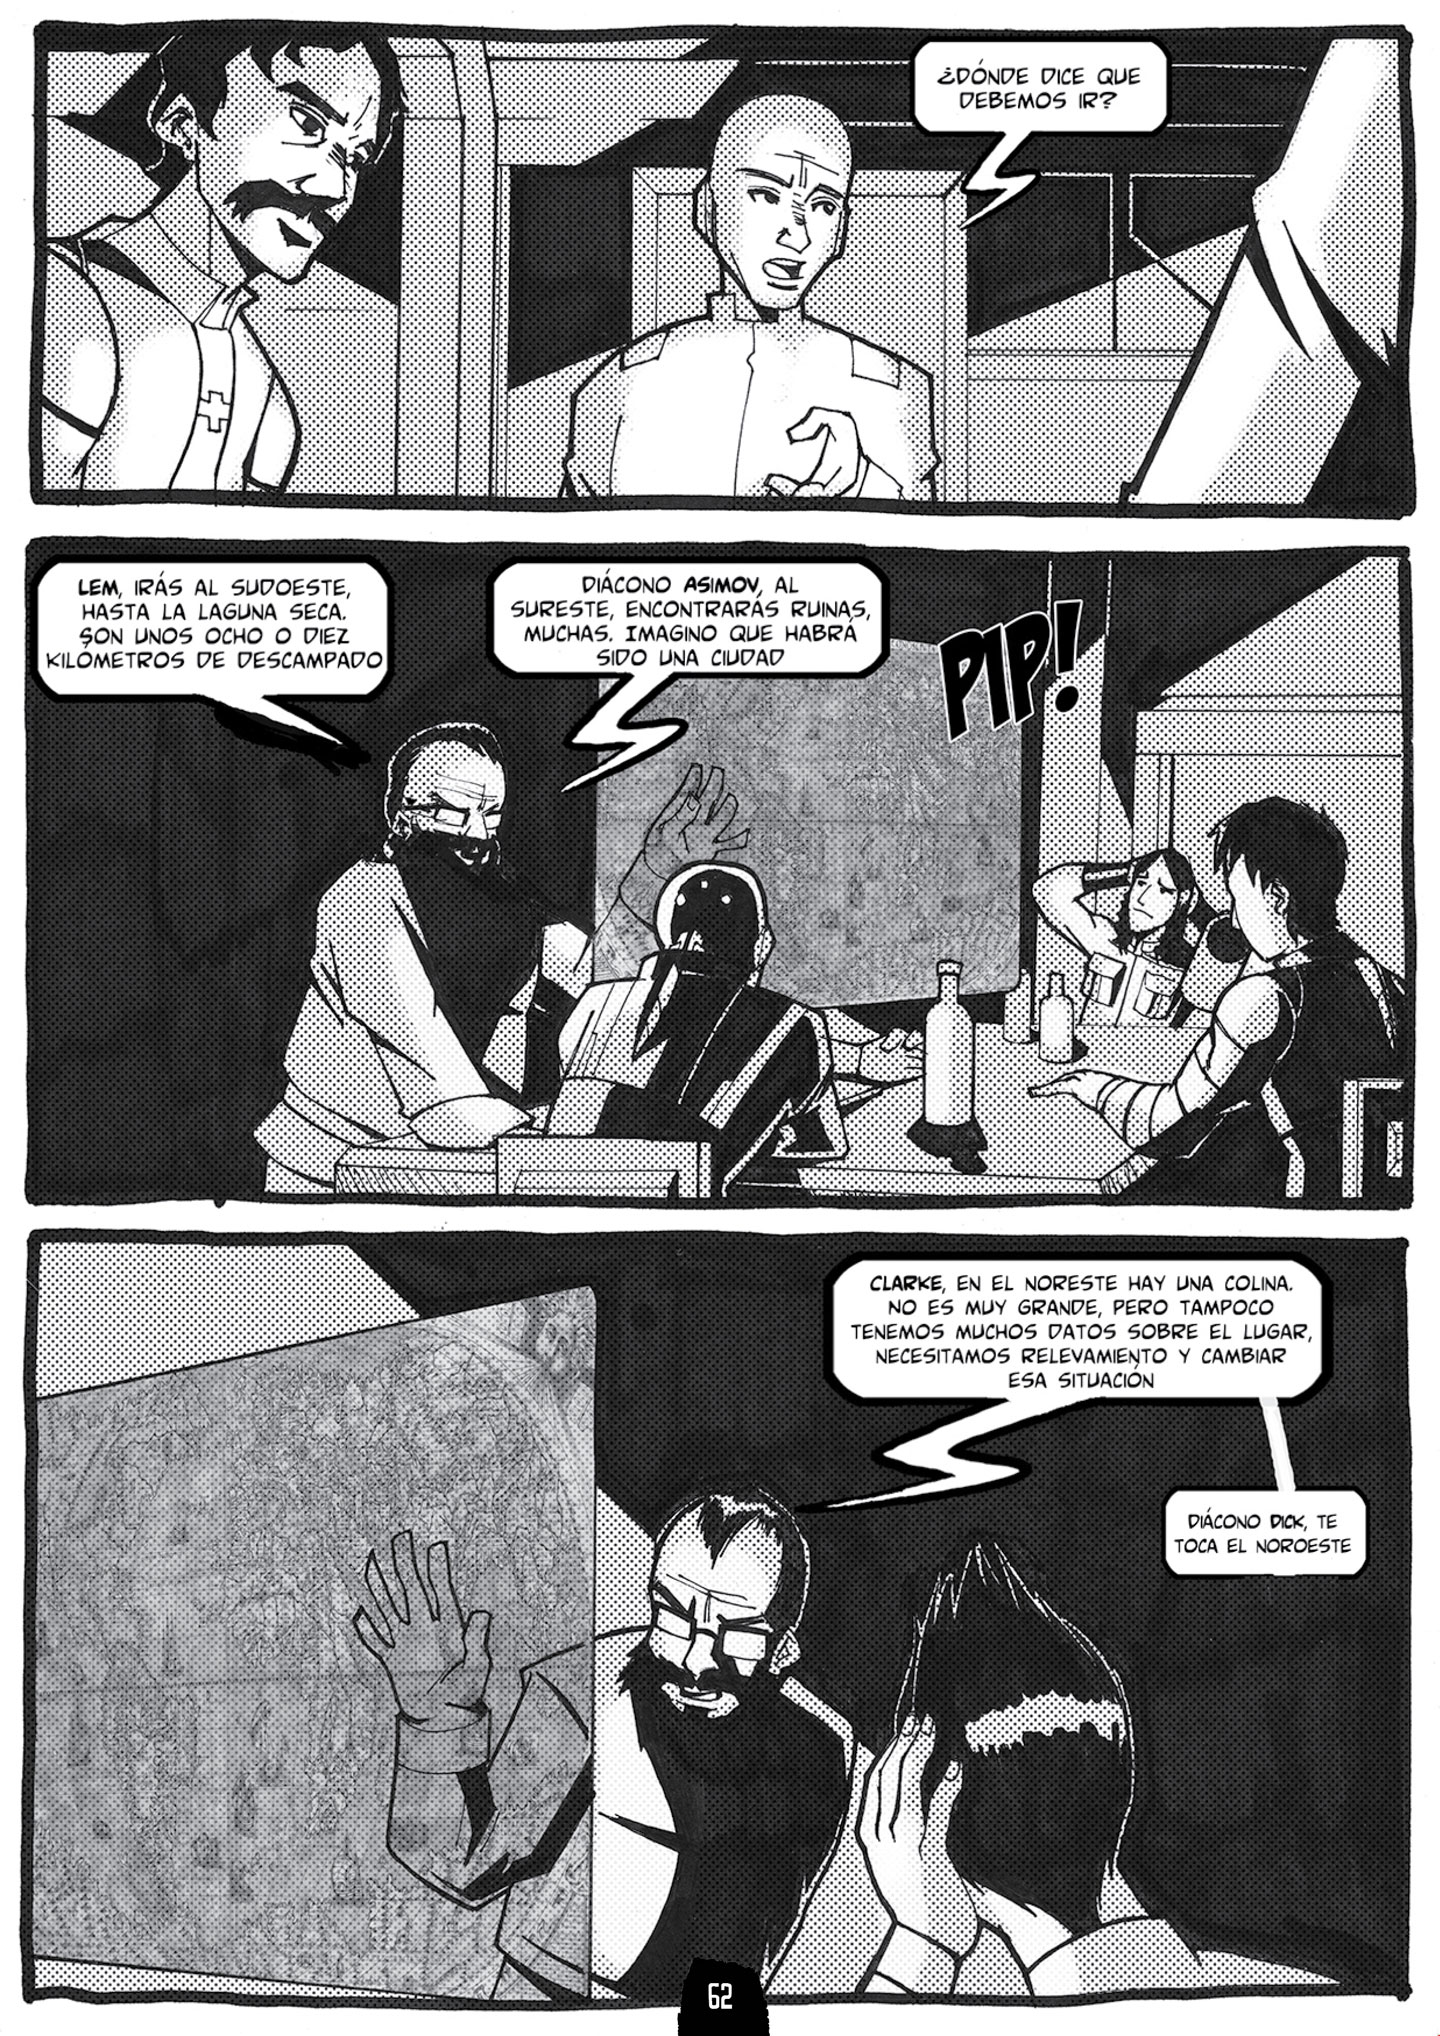 ¿DÓNDE DICE QUE
DEBEMOS IR?
LEM, IRÁS AL SUDOESTE,
HASTA LA LAGUNA SECA.
SON UNOS OCHO O DIEZ
KILÓMETROS DE DESCAMPADO
DIÁCONO ASIMOV, AL
SURESTE, ENCONTRARÁS RUINAS,
MUCHAS. IMAGINO QUE HABRÁ
SIDO UNA CIUDAD
PIP!
CLARKE, EN EL NORESTE HAY UNA COLINA.
NO ES MUY GRANDE, PERO TAMPOCO
TENEMOS MUCHOS DATOS SOBRE EL LUGAR,
NECESITAMOS RELEVAMIENTO Y CAMBIAR
ESA SITUACIÓN
DIÁCONO DICK, TE
TOCA EL NOROESTE
62